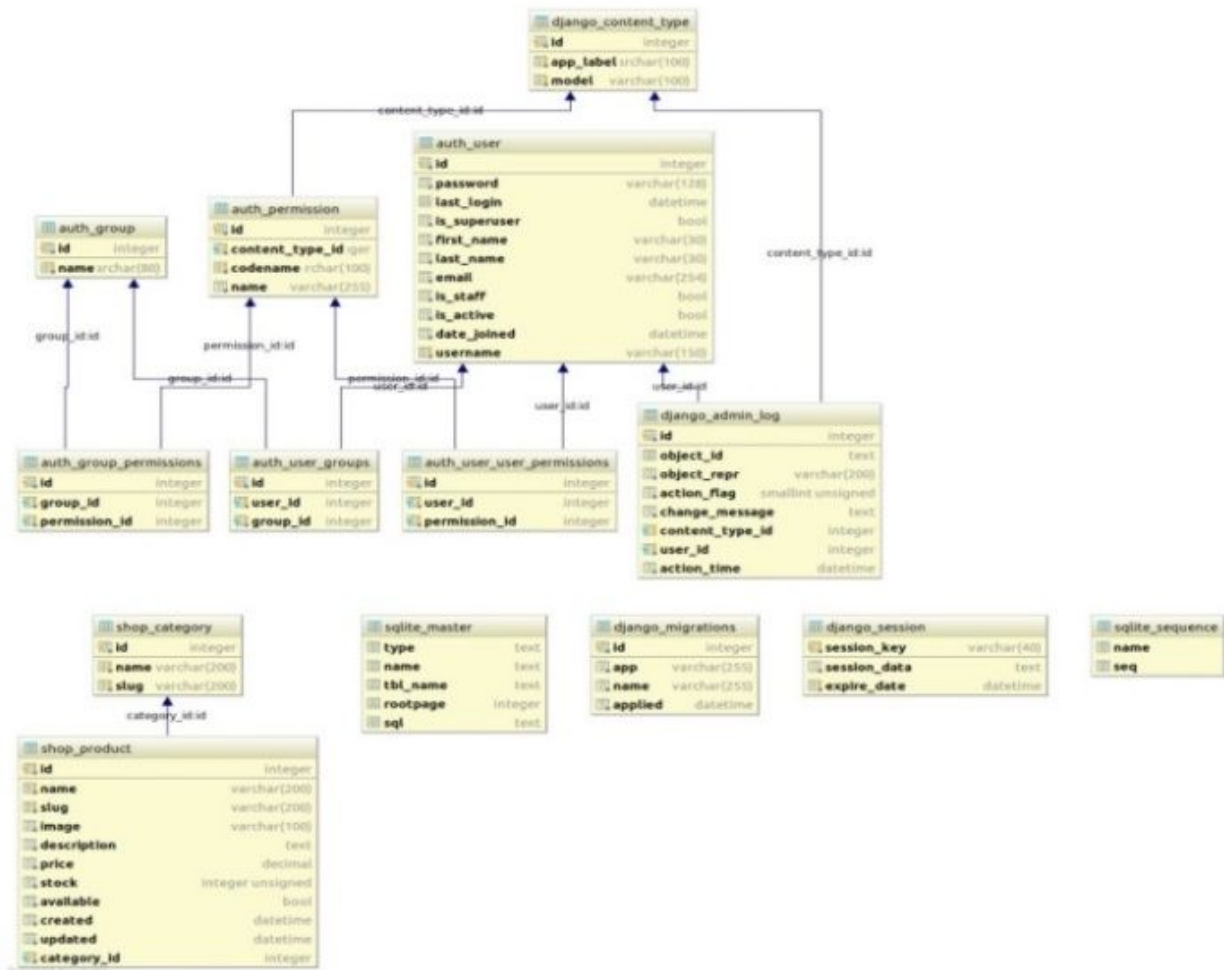 django_content_type
id integer
app_label rchar(100)
model varchar(100)
content_type_id:id
auth_user
id integer
password varchar(128)
last_login datetime
is_superuser bool
first_name varchar(30)
last_name varchar(30)
email varchar(254)
is_staff bool
is_active bool
date_joined datetime
username varchar(150)
auth_permission
id integer
content_type_id ger
codename rchar(100)
name varchar(255)
auth_group
id integer
name rchar(80)
content_type_id:id
group_id:id
permission_id:id
group_id:id
permission_id:id
user_id:id
user_id:id
user_id:id
django_admin_log
id integer
object_id text
object_repr varchar(200)
action_flag smallint unsigned
change_message text
content_type_id integer
user_id integer
action_time datetime
auth_group_permissions
id integer
group_id integer
permission_id integer
auth_user_groups
id integer
user_id integer
group_id integer
auth_user_user_permissions
id integer
user_id integer
permission_id integer
shop_category
id integer
name varchar(200)
slug varchar(200)
category_id:id
sqlite_master
type text
name text
tbl_name text
rootpage integer
sql text
django_migrations
id integer
app varchar(255)
name varchar(255)
applied datetime
django_session
session_key varchar(40)
session_data text
expire_date datetime
sqlite_sequence
name
seq
shop_product
id integer
name varchar(200)
slug varchar(200)
image varchar(100)
description text
price decimal
stock integer unsigned
available bool
created datetime
updated datetime
category_id integer